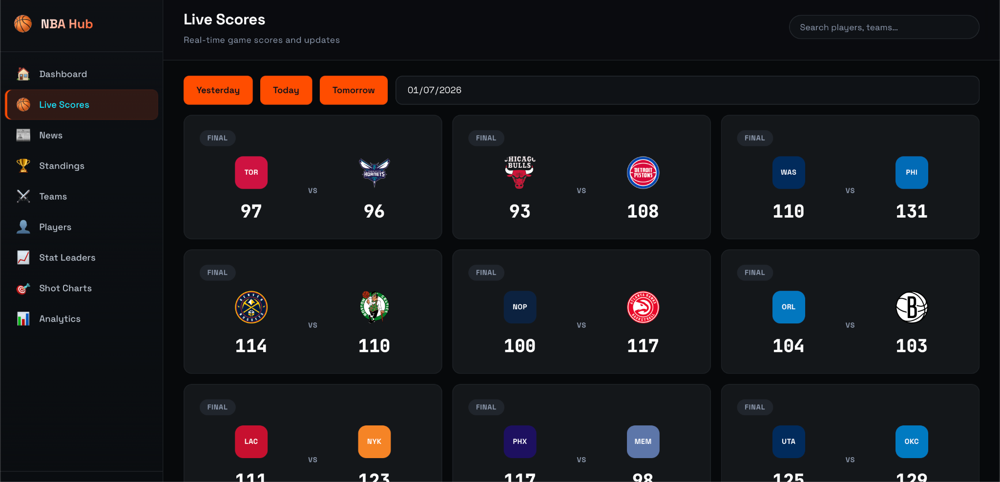 NBA Hub
Dashboard
Live Scores
News
Standings
Teams
Players
Stat Leaders
Shot Charts
Analytics
Live Scores
Real-time game scores and updates
Search players, teams...
Yesterday
Today
Tomorrow
01/07/2026
FINAL
TOR
CHARLOTTE
HORNETS
VS
97
96
FINAL
CHICAGO
BULLS
DETROIT
PISTONS
VS
93
108
FINAL
WAS
PHI
VS
110
131
FINAL
DENVER
NUGGETS
BOSTON
CELTICS
VS
114
110
FINAL
NOP
ATLANTA HAWKS
BASKETBALL
VS
100
117
FINAL
ORL
B
VS
104
103
FINAL
LAC
NYK
VS
111
123
FINAL
PHX
MEM
VS
117
98
FINAL
UTA
OKC
VS
125
129